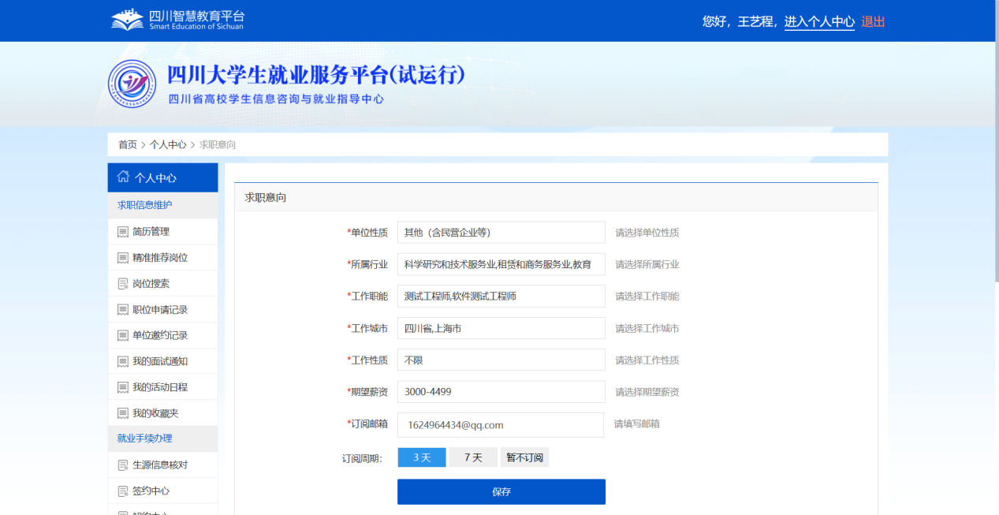 四川智慧教育平台
Smart Education of Sichuan
您好，王艺程，进入个人中心 退出
四川大学生就业服务平台(试运行)
四川省高校学生信息咨询与就业指导中心
首页 > 个人中心 > 求职意向
个人中心
求职信息维护
简历管理
精准推荐岗位
岗位搜索
职位申请记录
单位邀约记录
我的面试通知
我的活动日程
我的收藏夹
就业手续办理
生源信息核对
签约中心
解约中心
求职意向
*单位性质 其他（含民营企业等） 请选择单位性质
*所属行业 科学研究和技术服务业,租赁和商务服务业,教育 请选择所属行业
*工作职能 测试工程师,软件测试工程师 请选择工作职能
*工作城市 四川省,上海市 请选择工作城市
*工作性质 不限 请选择工作性质
*期望薪资 3000-4499 请选择期望薪资
*订阅邮箱 1624964434@qq.com 请填写邮箱
订阅周期： 3 天 7 天 暂不订阅
保存